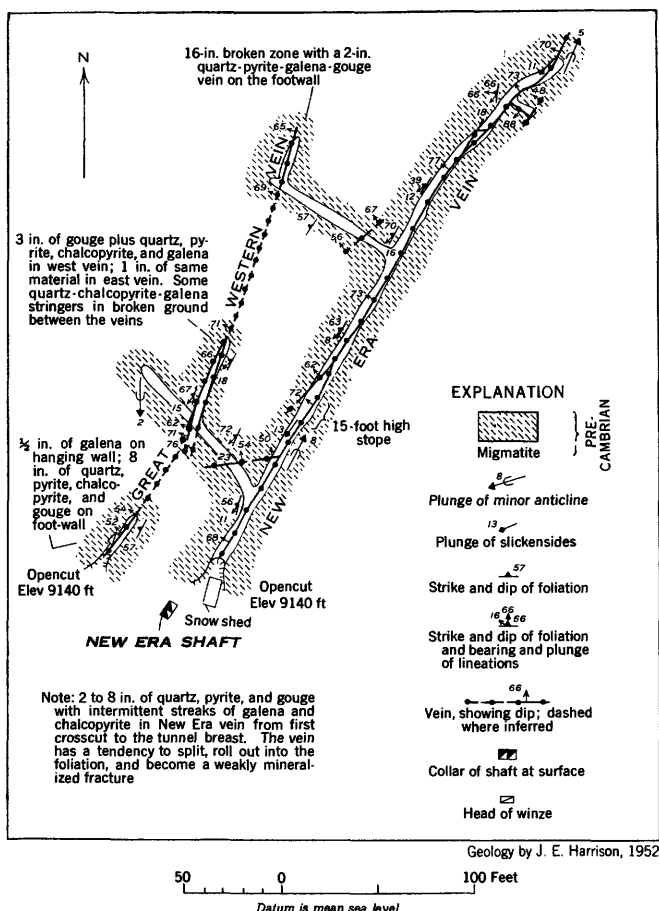 N
16-in. broken zone with a 2-in.
quartz-pyrite-galena-gouge
vein on the footwall
3 in. of gouge plus quartz, py-
rite, chalcopyrite, and galena
in west vein; 1 in. of same
material in east vein. Some
quartz-chalcopyrite-galena
stringers in broken ground
between the veins
GREAT WESTERN VEIN
NEW ERA VEIN
15-foot high
stope
½ in. of galena on
hanging wall; 8
in. of quartz,
pyrite, chalco-
pyrite, and
gouge on
foot-wall
Opencut
Elev 9140 ft
Opencut
Elev 9140 ft
Snow shed
NEW ERA SHAFT
Note: 2 to 8 in. of quartz, pyrite, and gouge
with intermittent streaks of galena and
chalcopyrite in New Era vein from first
crosscut to the tunnel breast. The vein
has a tendency to split, roll out into the
foliation, and become a weakly mineral-
ized fracture
EXPLANATION
Migmatite
PRE-
CAMBRIAN
8
Plunge of minor anticline
13
Plunge of slickensides
57
Strike and dip of foliation
16 66 66
Strike and dip of foliation
and bearing and plunge
of lineations
66
Vein, showing dip; dashed
where inferred
Collar of shaft at surface
Head of winze
Geology by J. E. Harrison, 1952
50 0 100 Feet
Datum is mean sea level